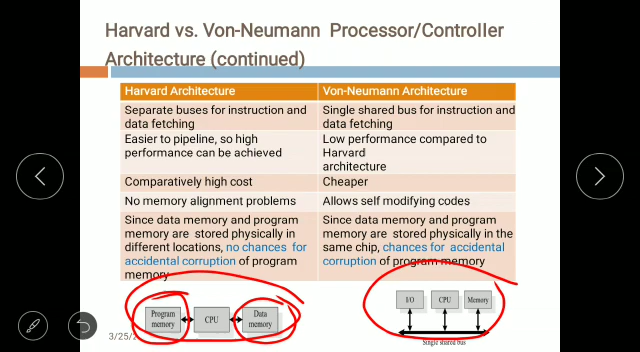 Harvard vs. Von-Neumann Processor/Controller
Architecture (continued)
Harvard Architecture
Von-Neumann Architecture
Separate buses for instruction and
data fetching
Single shared bus for instruction and
data fetching
Easier to pipeline, so high
performance can be achieved
Low performance compared to
Harvard
architecture
Comparatively high cost
Cheaper
No memory alignment problems
Allows self modifying codes
Since data memory and program
memory are stored physically in
different locations, no chances for
accidental corruption of program
memory
Since data memory and program
memory are stored physically in the
same chip, chances for accidental
corruption of program memory
Program
memory
CPU
Data
memory
I/O
CPU
Memory
Single shared bus
3/25/2